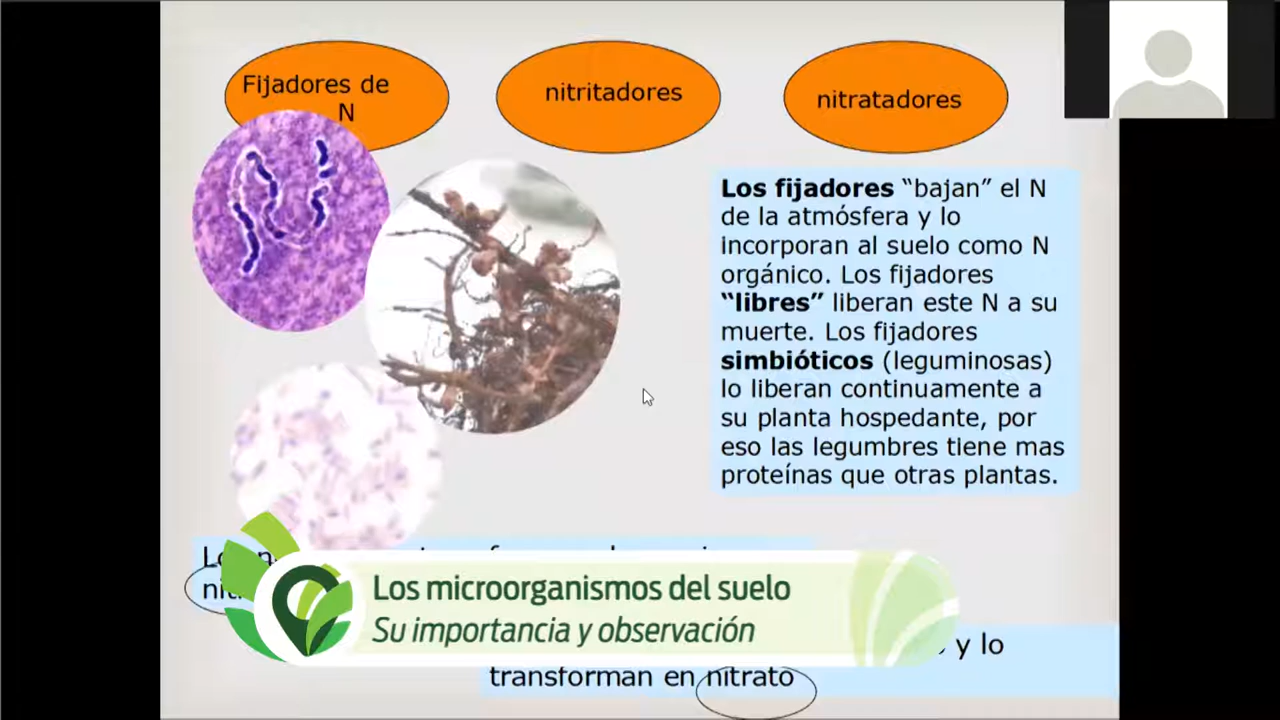 Fijadores de
N
nitritadores
nitratadores
Los fijadores “bajan” el N
de la atmósfera y lo
incorporan al suelo como N
orgánico. Los fijadores
“libres” liberan este N a su
muerte. Los fijadores
simbióticos (leguminosas)
lo liberan continuamente a
su planta hospedante, por
eso las legumbres tiene mas
proteínas que otras plantas.
Los microorganismos del suelo
Su importancia y observación
y lo
transforman en nitrato